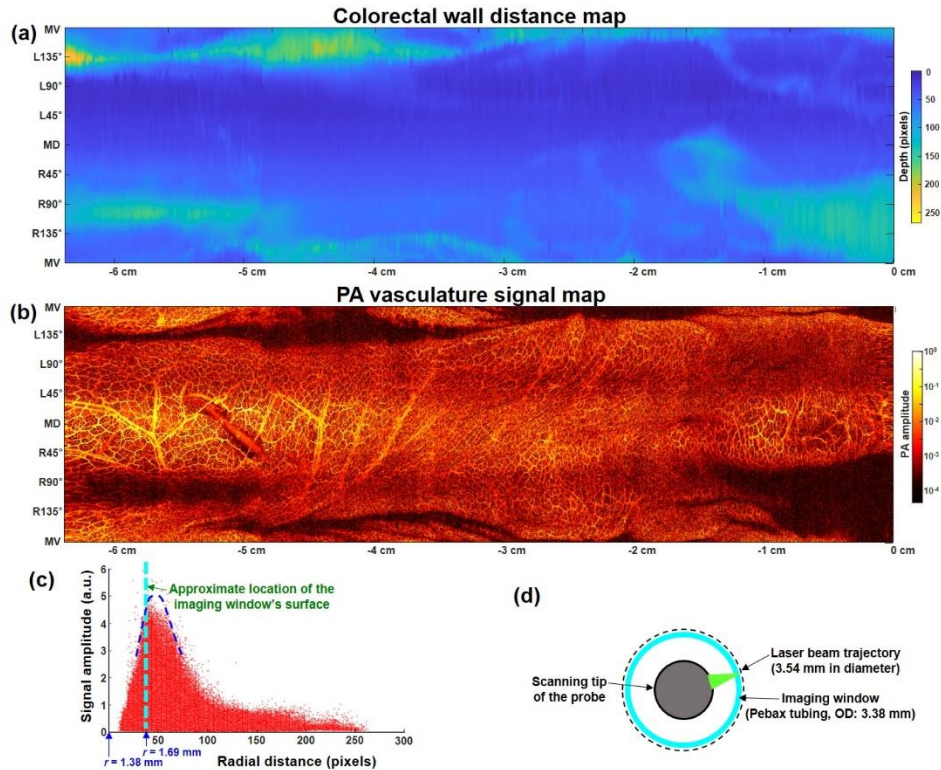 Colorectal wall distance map
(a)
MV
L135°
L90°
L45°
MD
R45°
R90°
R135°
MV
-6 cm
-5 cm
-4 cm
-3 cm
-2 cm
-1 cm
0 cm
0
50
100
150
200
250
Depth (pixels)
PA vasculature signal map
(b)
MV
L135°
L90°
L45°
MD
R45°
R90°
R135°
MV
-6 cm
-5 cm
-4 cm
-3 cm
-2 cm
-1 cm
0 cm
10⁰
10⁻¹
10⁻²
10⁻³
10⁻⁴
PA amplitude
(c)
Signal amplitude (a.u.)
6
5
4
3
2
1
0
Approximate location of the
imaging window's surface
50
100
150
200
250
300
r = 1.69 mm
r = 1.38 mm
Radial distance (pixels)
(d)
Scanning tip
of the probe
Laser beam trajectory
(3.54 mm in diameter)
Imaging window
(Pebax tubing, OD: 3.38 mm)